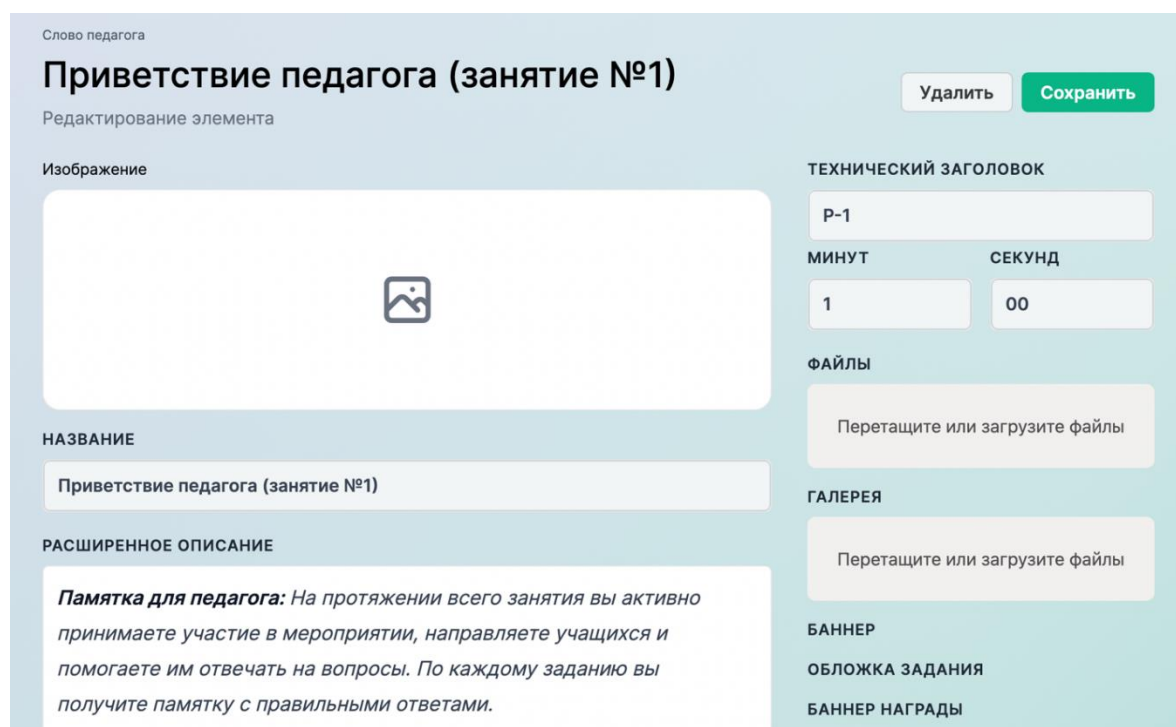 Слово педагога
Приветствие педагога (занятие №1)
Удалить
Сохранить
Редактирование элемента
Изображение
НАЗВАНИЕ
Приветствие педагога (занятие №1)
РАСШИРЕННОЕ ОПИСАНИЕ
Памятка для педагога: На протяжении всего занятия вы активно
принимаете участие в мероприятии, направляете учащихся и
помогаете им отвечать на вопросы. По каждому заданию вы
получите памятку с правильными ответами.
ТЕХНИЧЕСКИЙ ЗАГОЛОВОК
P-1
МИНУТ
СЕКУНД
1
00
ФАЙЛЫ
Перетащите или загрузите файлы
ГАЛЕРЕЯ
Перетащите или загрузите файлы
БАННЕР
ОБЛОЖКА ЗАДАНИЯ
БАННЕР НАГРАДЫ